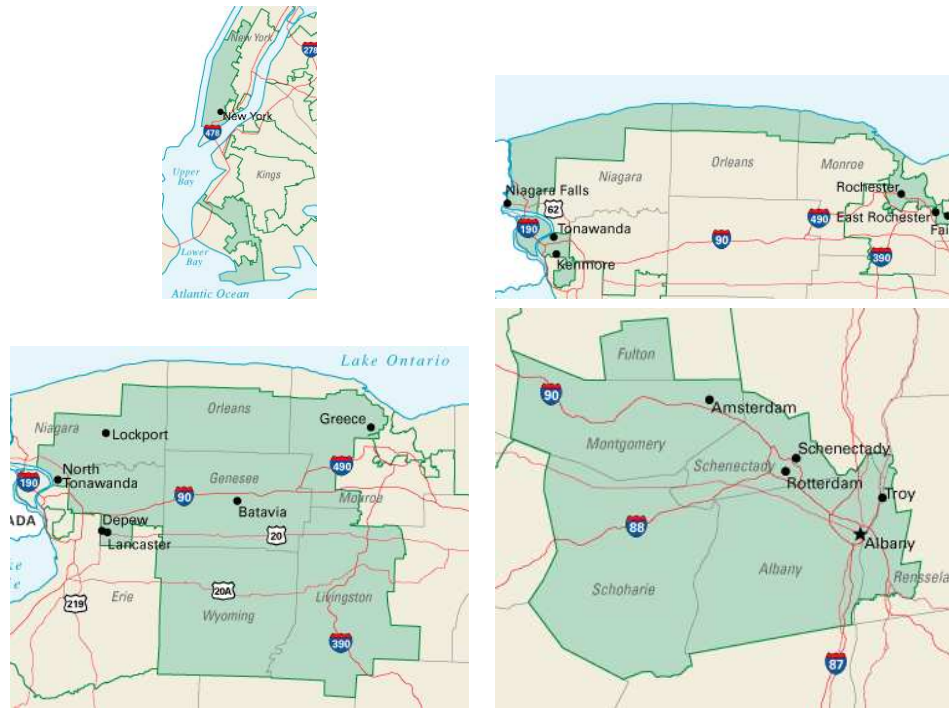 New York
278
New York
478
Upper
Bay
Kings
Lower
Bay
Atlantic Ocean
Niagara
Orleans
Monroe
Niagara Falls
Rochester
62
East Rochester
490
190
Tonawanda
Fai
90
Kenmore
390
Lake Ontario
Orleans
Niagara
Greece
Lockport
Genesee
490
190
North
Tonawanda
90
Monroe
Batavia
ADA
Depew
20
Lancaster
ke
20A
Erie
219
Livingston
Wyoming
390
Fulton
90
Amsterdam
Montgomery
Schenectady
Schenectady
Rotterdam
Troy
88
Albany
Albany
Schoharie
Renssela
87